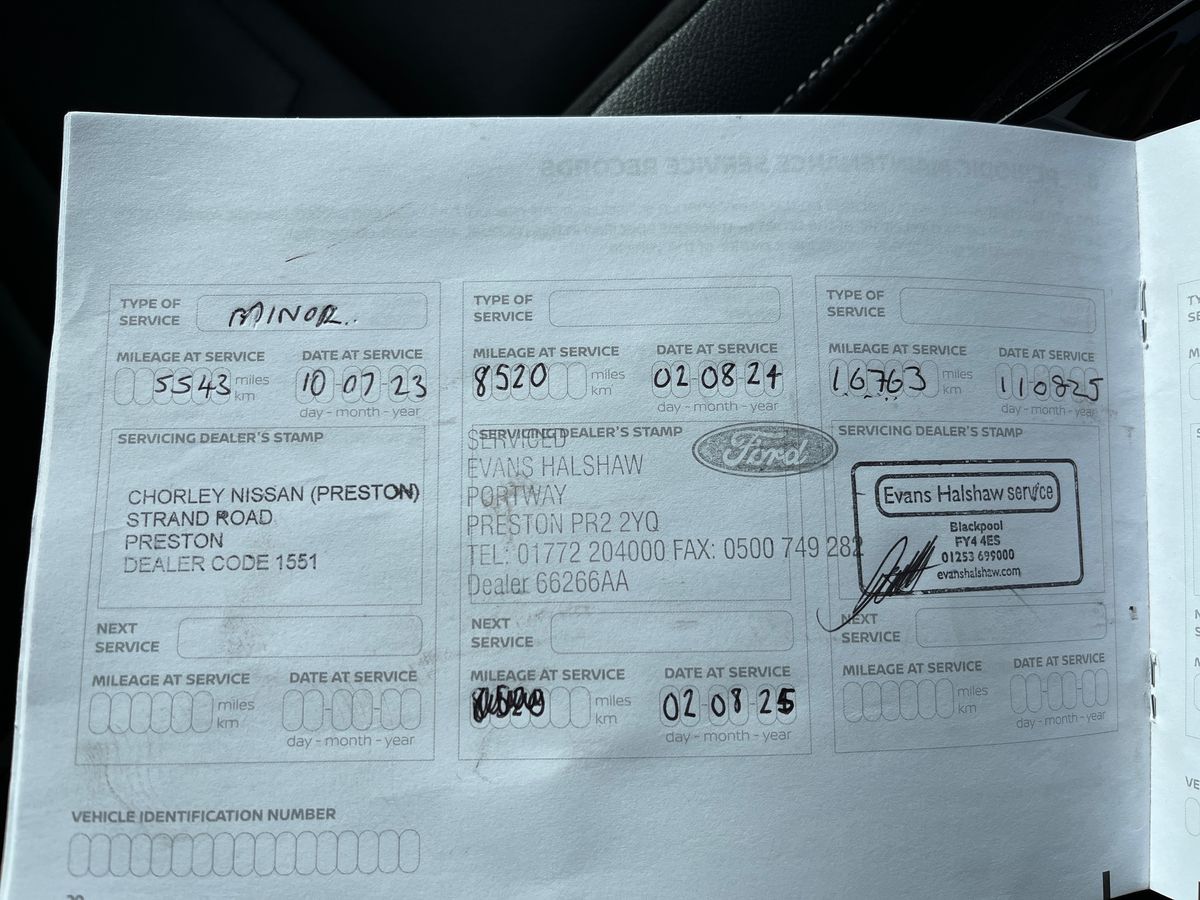 PERIODIC MAINTENANCE SERVICE RECORDS
TYPE OF SERVICE MINOR.
MILEAGE AT SERVICE DATE AT SERVICE
5543 miles km 10-07-23
day - month - year
SERVICING DEALER'S STAMP
CHORLEY NISSAN (PRESTON)
STRAND ROAD
PRESTON
DEALER CODE 1551
NEXT SERVICE
MILEAGE AT SERVICE DATE AT SERVICE
miles km
day - month - year
TYPE OF SERVICE
MILEAGE AT SERVICE DATE AT SERVICE
8520 miles km 02-08-24
day - month - year
SERVICING DEALER'S STAMP
Ford
SERVICED
EVANS HALSHAW
PORTWAY
PRESTON PR2 2YQ
TEL: 01772 204000 FAX: 0500 749 282
Dealer 66266AA
NEXT SERVICE
MILEAGE AT SERVICE DATE AT SERVICE
miles km 02-08-25
day - month - year
TYPE OF SERVICE
MILEAGE AT SERVICE DATE AT SERVICE
16763 miles km 11-08-25
day - month - year
SERVICING DEALER'S STAMP
Evans Halshaw service
Blackpool
FY4 4ES
01253 699000
evanshalshaw.com
NEXT SERVICE
MILEAGE AT SERVICE DATE AT SERVICE
miles km
day - month - year
VEHICLE IDENTIFICATION NUMBER